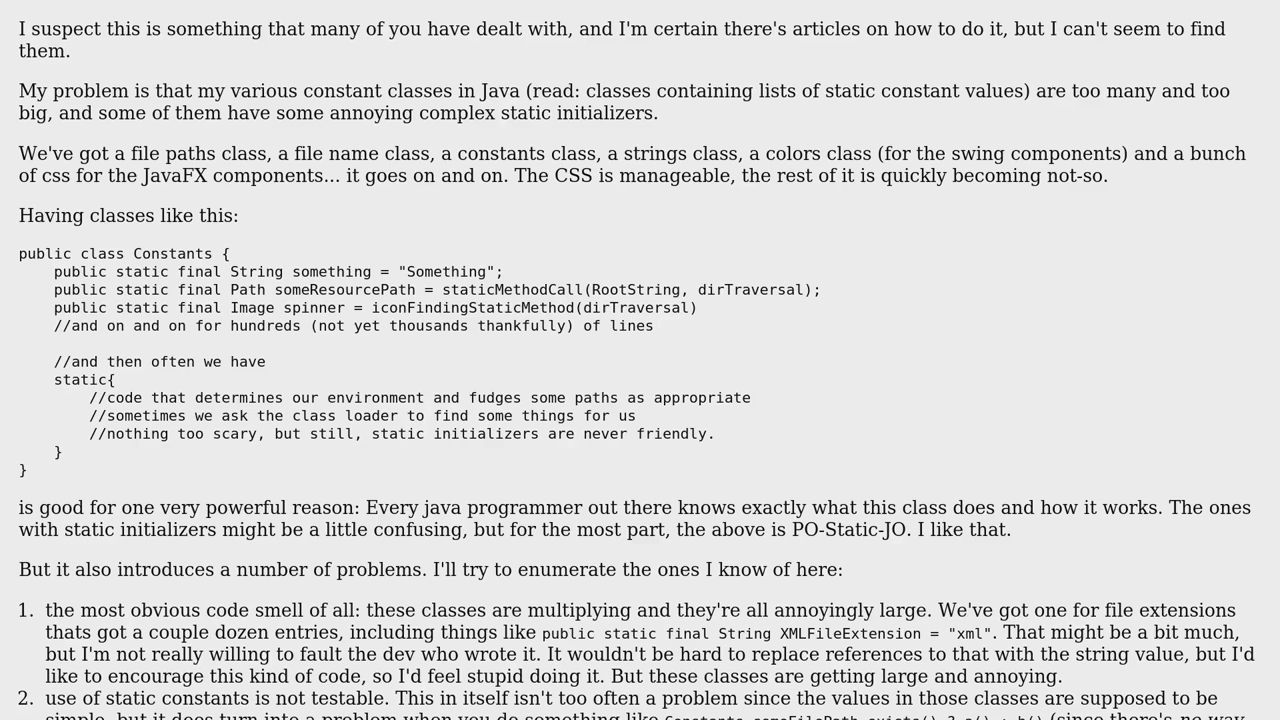 I suspect this is something that many of you have dealt with, and I'm certain there's articles on how to do it, but I can't seem to find
them.
My problem is that my various constant classes in Java (read: classes containing lists of static constant values) are too many and too
big, and some of them have some annoying complex static initializers.
We've got a file paths class, a file name class, a constants class, a strings class, a colors class (for the swing components) and a bunch
of css for the JavaFX components... it goes on and on. The CSS is manageable, the rest of it is quickly becoming not-so.
Having classes like this:
public class Constants {
    public static final String something = "Something";
    public static final Path someResourcePath = staticMethodCall(RootString, dirTraversal);
    public static final Image spinner = iconFindingStaticMethod(dirTraversal)
    //and on and on for hundreds (not yet thousands thankfully) of lines
    //and then often we have
    static{
        //code that determines our environment and fudges some paths as appropriate
        //sometimes we ask the class loader to find some things for us
        //nothing too scary, but still, static initializers are never friendly.
    }
}
is good for one very powerful reason: Every java programmer out there knows exactly what this class does and how it works. The ones
with static initializers might be a little confusing, but for the most part, the above is PO-Static-JO. I like that.
But it also introduces a number of problems. I'll try to enumerate the ones I know of here:
1. the most obvious code smell of all: these classes are multiplying and they're all annoyingly large. We've got one for file extensions
thats got a couple dozen entries, including things like public static final String XMLFileExtension = "xml". That might be a bit much,
but I'm not really willing to fault the dev who wrote it. It wouldn't be hard to replace references to that with the string value, but I'd
like to encourage this kind of code, so I'd feel stupid doing it. But these classes are getting large and annoying.
2. use of static constants is not testable. This in itself isn't too often a problem since the values in those classes are supposed to be
simple, but it does turn into a problem when you do something like